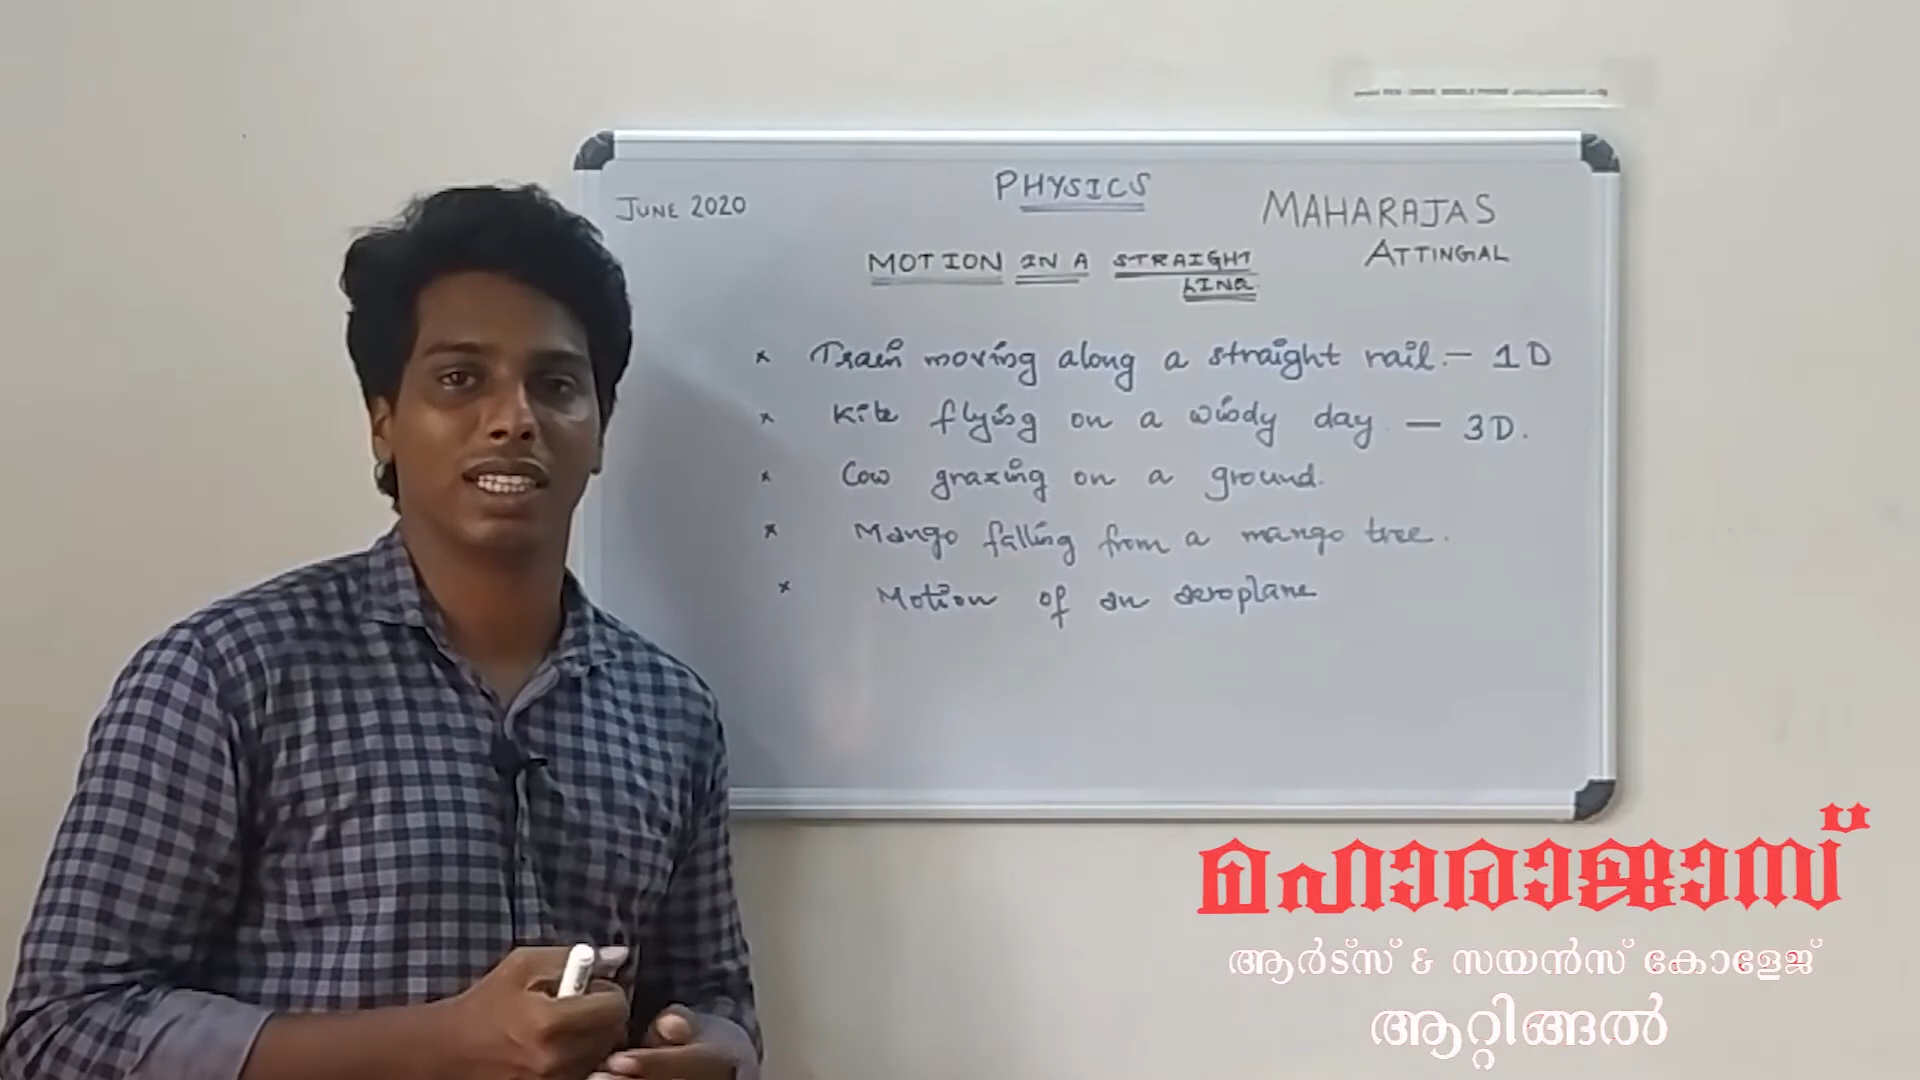 PHYSICS
JUNE 2020
MAHARAJAS
ATTINGAL
MOTION IN A STRAIGHT
LINE
* Train moving along a straight rail. — 1D
* Kite flying on a windy day — 3D.
* Cow grazing on a ground.
* Mango falling from a mango tree.
* Motion of an aeroplane
മഹാരാജാസ്
ആർട്സ് & സയൻസ് കോളേജ്
ആറ്റിങ്ങൽ